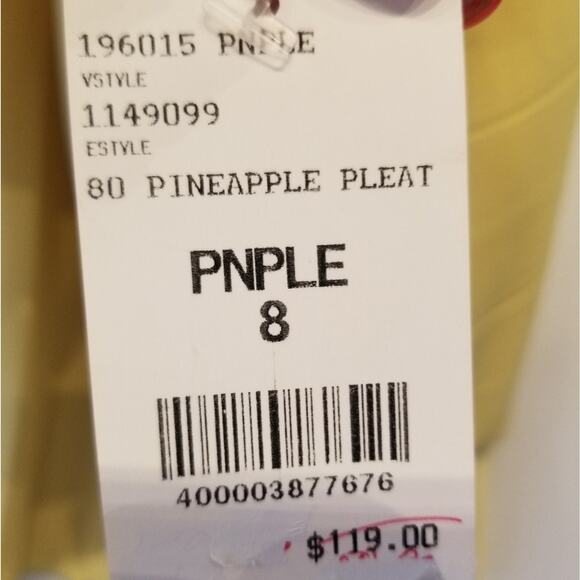 196015 PNPLE
VSTYLE
1149099
ESTYLE
80 PINEAPPLE PLEAT
PNPLE
8
400003877676
$119.00